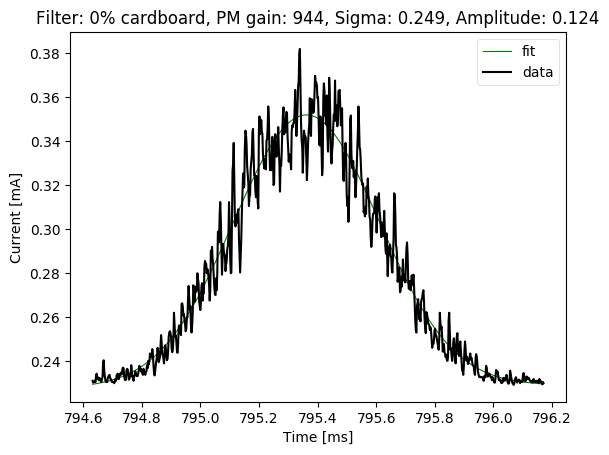 Filter: 0% cardboard, PM gain: 944, Sigma: 0.249, Amplitude: 0.124
fit
data
0.38
0.36
0.34
0.32
0.30
0.28
0.26
0.24
Current [mA]
794.6 794.8 795.0 795.2 795.4 795.6 795.8 796.0 796.2
Time [ms]